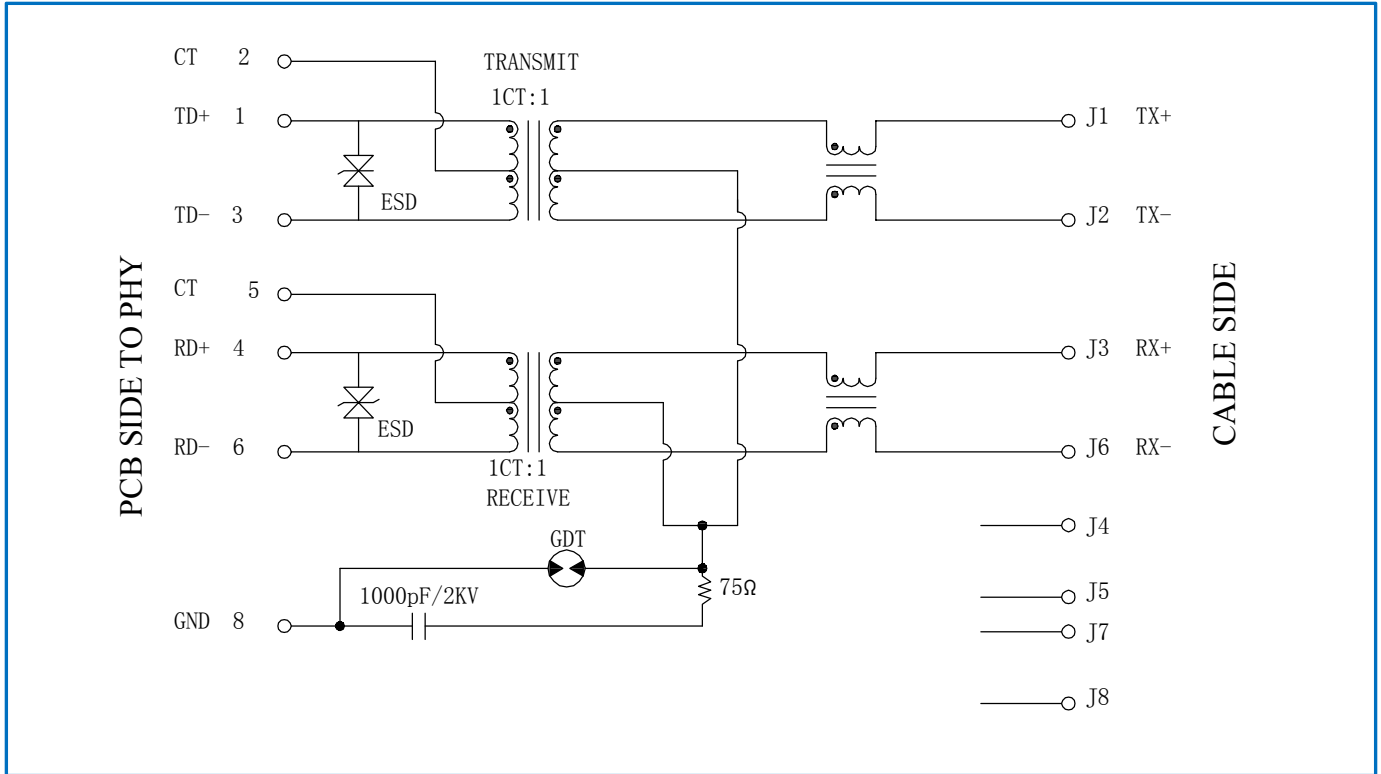 CT 2
TRANSMIT
1CT:1
TD+ 1
J1 TX+
ESD
TD- 3
J2 TX-
PCB SIDE TO PHY
CABLE SIDE
CT 5
RD+ 4
J3 RX+
ESD
RD- 6
J6 RX-
1CT:1
RECEIVE
J4
GDT
75Ω
1000pF/2KV
J5
GND 8
J7
J8